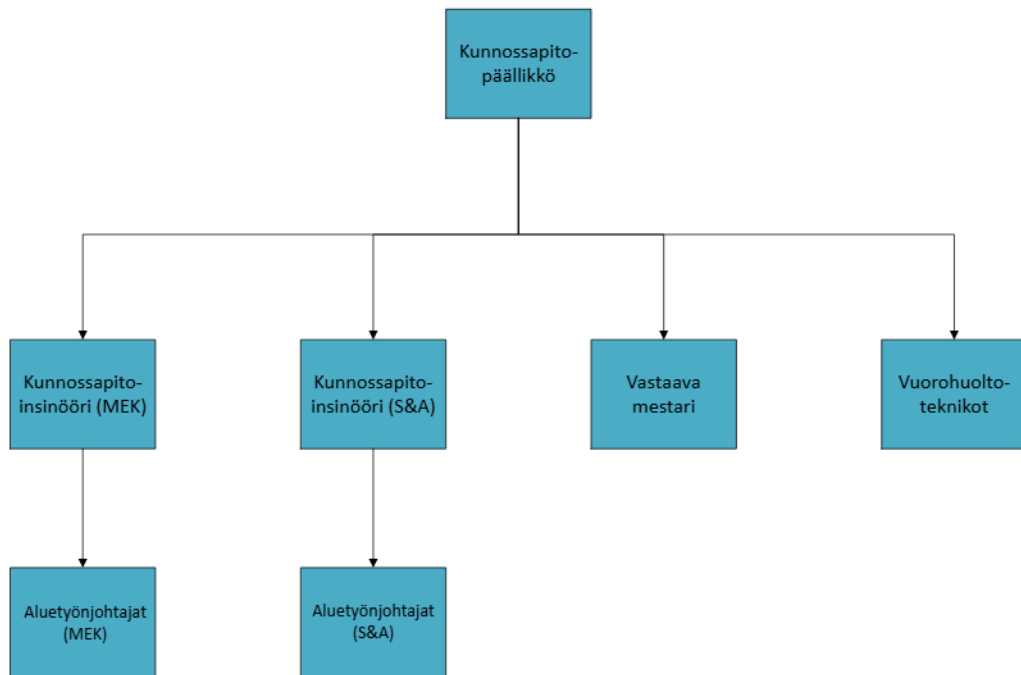 Kunnossapito-
päällikkö
Kunnossapito-
insinööri (MEK)
Kunnossapito-
insinööri (S&A)
Vastaava
mestari
Vuorohuolto-
teknikot
Aluetyönjohtajat
(MEK)
Aluetyönjohtajat
(S&A)